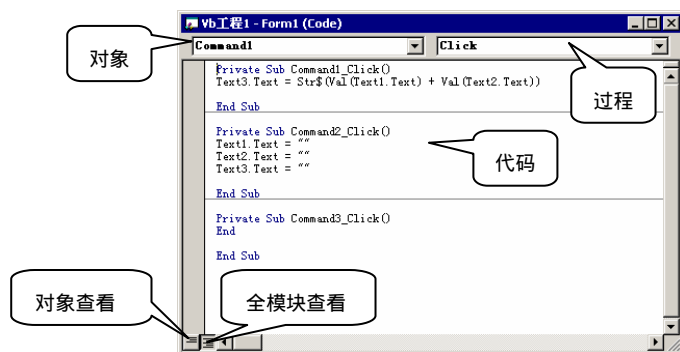 Vb工程1 - Form1 (Code)
Command1
Click
对象
过程
Private Sub Command1_Click()
Text3.Text = Str$(Val(Text1.Text) + Val(Text2.Text))
End Sub
Private Sub Command2_Click()
Text1.Text = ""
Text2.Text = ""
Text3.Text = ""
End Sub
代码
Private Sub Command3_Click()
End
End Sub
对象查看
全模块查看